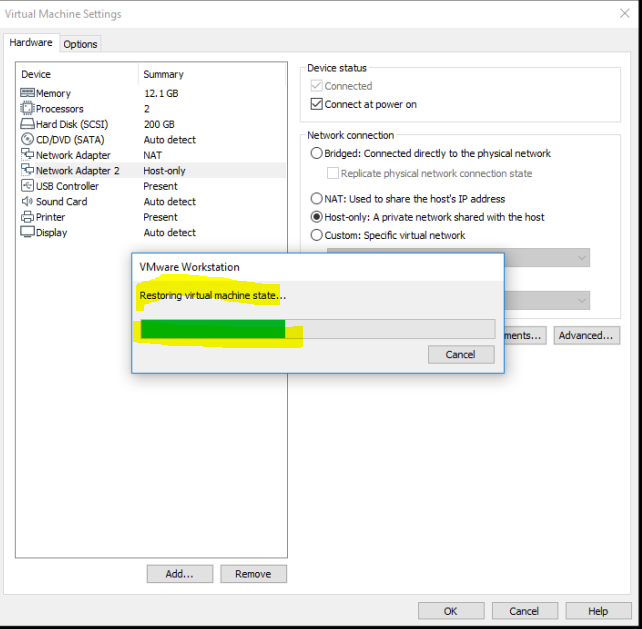 Virtual Machine Settings
Hardware Options
Device Summary
Memory 12.1 GB
Processors 2
Hard Disk (SCSI) 200 GB
CD/DVD (SATA) Auto detect
Network Adapter NAT
Network Adapter 2 Host-only
USB Controller Present
Sound Card Auto detect
Printer Present
Display Auto detect
Device status
Connected
Connect at power on
Network connection
Bridged: Connected directly to the physical network
Replicate physical network connection state
NAT: Used to share the host's IP address
Host-only: A private network shared with the host
Custom: Specific virtual network
VMware Workstation
Restoring virtual machine state...
Cancel
Advanced...
Add... Remove
OK Cancel Help